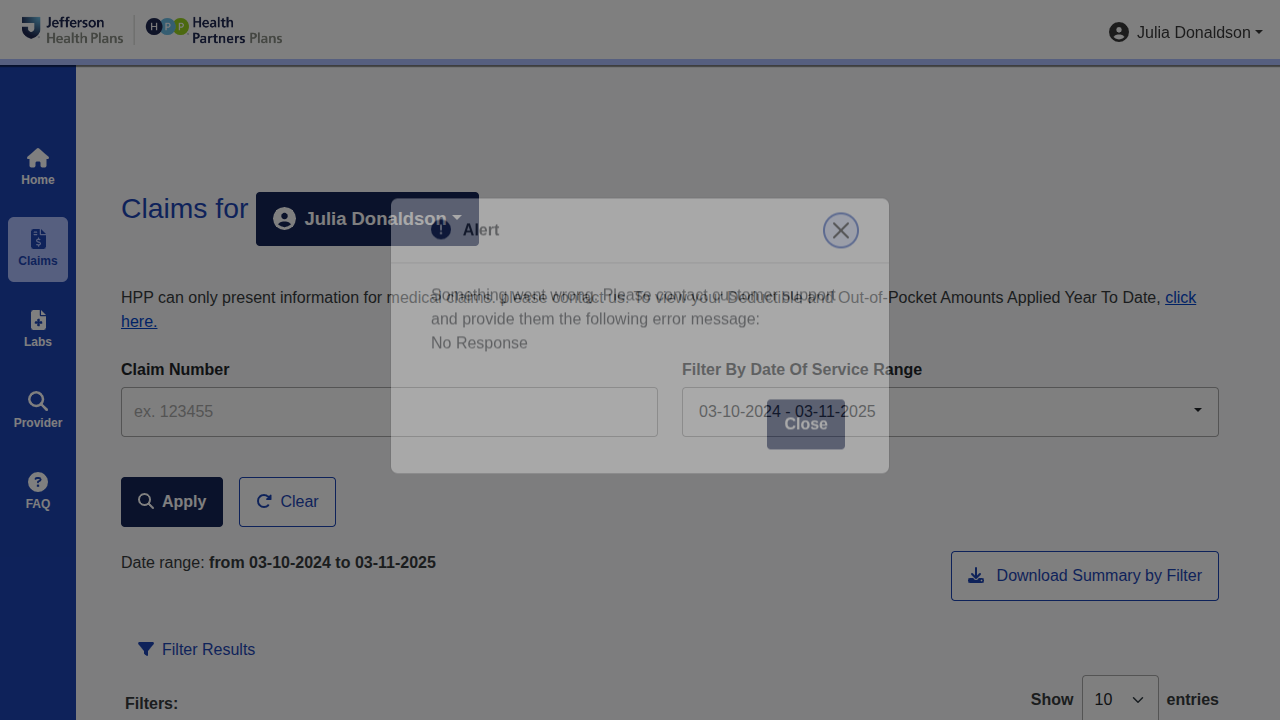 Jefferson
Health Plans
HPP
Health
Partners Plans
Julia Donaldson
Home
Claims
Labs
Provider
FAQ
Claims for
Julia Donaldson
Alert
Something went wrong. Please contact customer support
and provide them the following error message:
No Response
Close
HPP can only present information for medical claims. please contact us. To view your Deductible and Out-of-Pocket Amounts Applied Year To Date, click
here.
Claim Number
Filter By Date Of Service Range
ex. 123455
03-10-2024 - 03-11-2025
Apply
Clear
Date range: from 03-10-2024 to 03-11-2025
Download Summary by Filter
Filter Results
Filters:
Show 10 entries